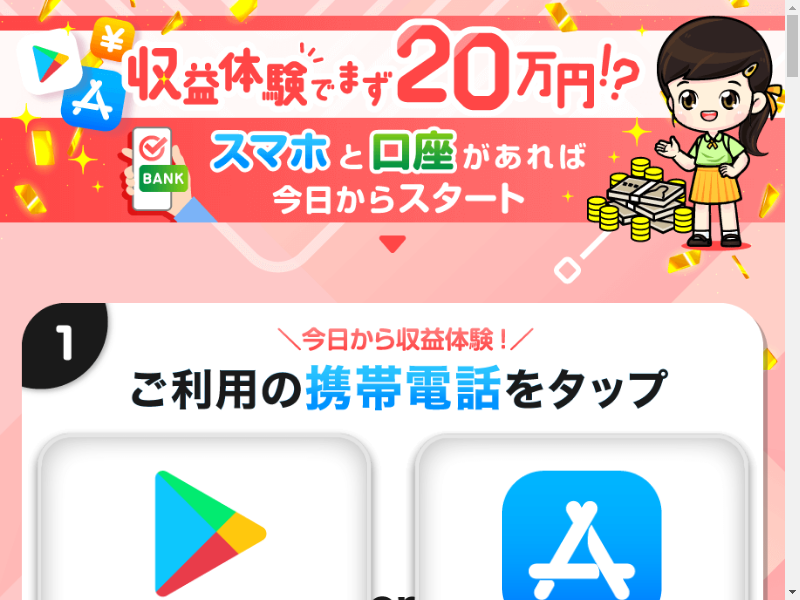 収益体験でまず20万円!?
BANK
スマホと口座があれば
今日からスタート
1
＼今日から収益体験！／
ご利用の携帯電話をタップ
or